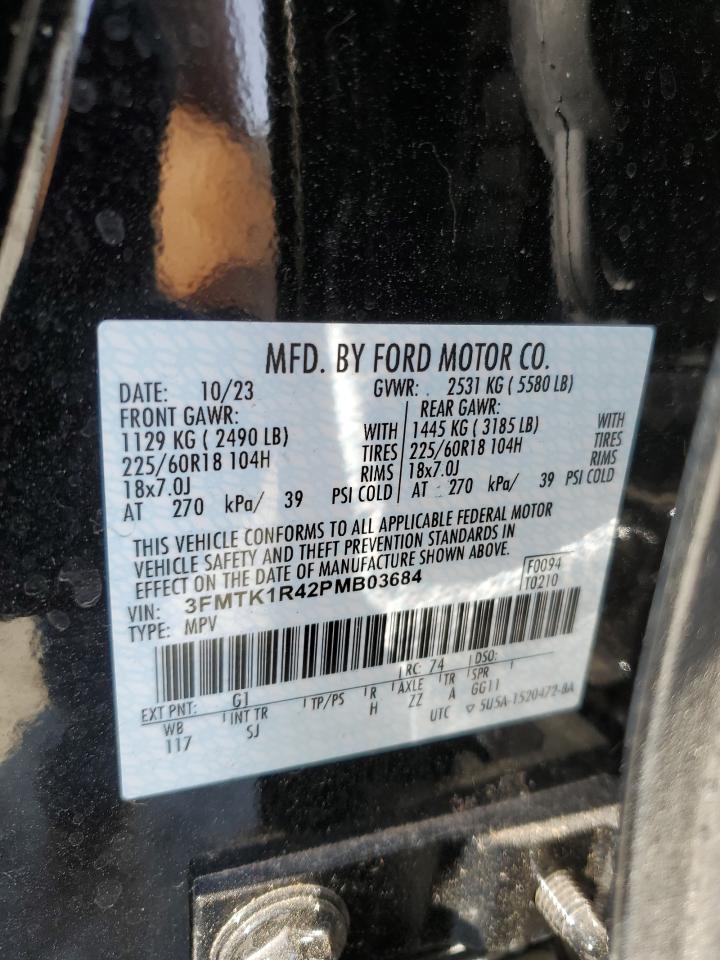 MFD. BY FORD MOTOR CO.
DATE: 10/23 GVWR: 2531 KG ( 5580 LB)
FRONT GAWR: REAR GAWR:
1129 KG ( 2490 LB) WITH 1445 KG ( 3185 LB) WITH
225/60R18 104H TIRES 225/60R18 104H TIRES
18x7.0J RIMS 18x7.0J RIMS
AT 270 kPa/ 39 PSI COLD AT 270 kPa/ 39 PSI COLD
THIS VEHICLE CONFORMS TO ALL APPLICABLE FEDERAL MOTOR
VEHICLE SAFETY AND THEFT PREVENTION STANDARDS IN
EFFECT ON THE DATE OF MANUFACTURE SHOWN ABOVE.
VIN: 3FMTK1R42PMB03684 F0094
TYPE: MPV T0210
RC: 74 DSO:
EXT PNT: G1
WB INT TR TP/PS R AXLE TR SPR
117 SJ H ZZ A GG11
UTC ▽ 5U5A-1520472-BA